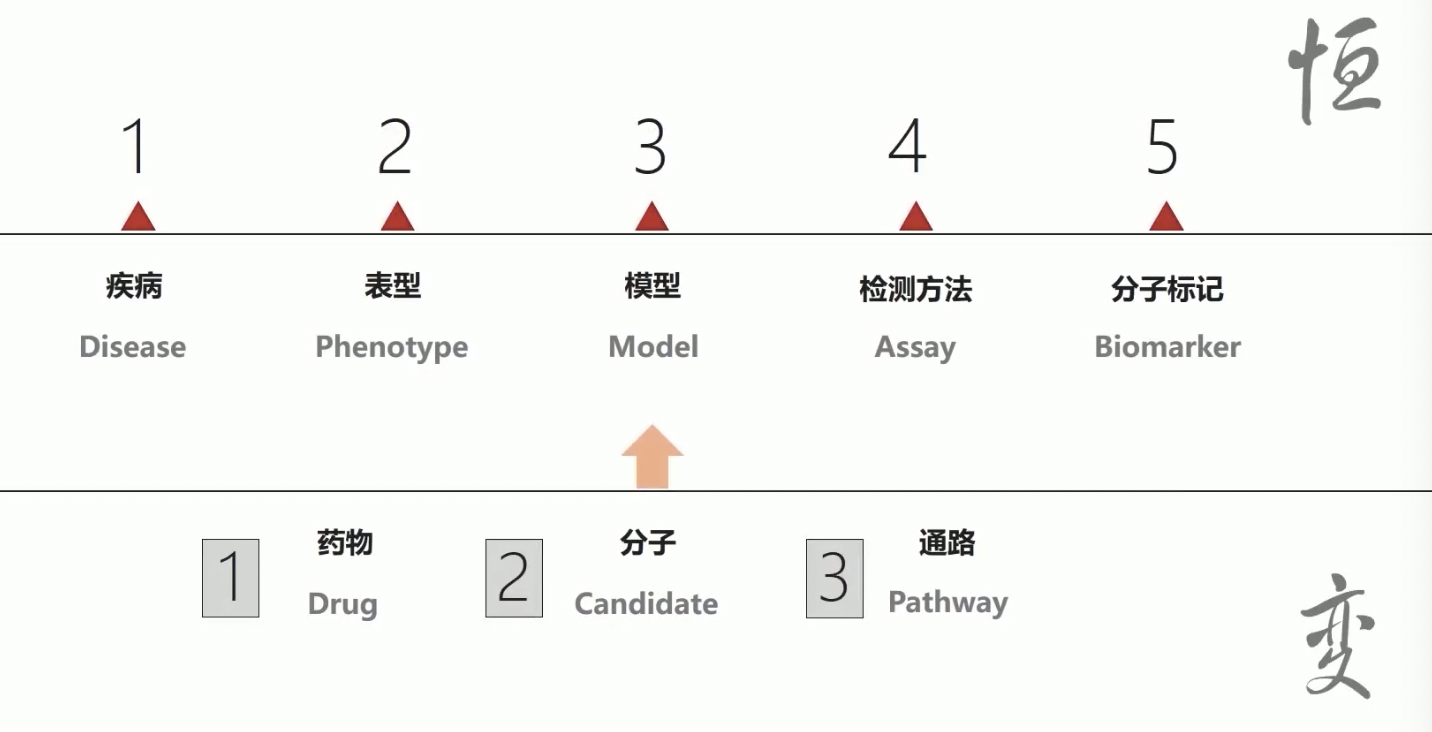 恒
1 2 3 4 5
疾病 表型 模型 检测方法 分子标记
Disease Phenotype Model Assay Biomarker
1 药物 2 分子 3 通路
Drug Candidate Pathway
变